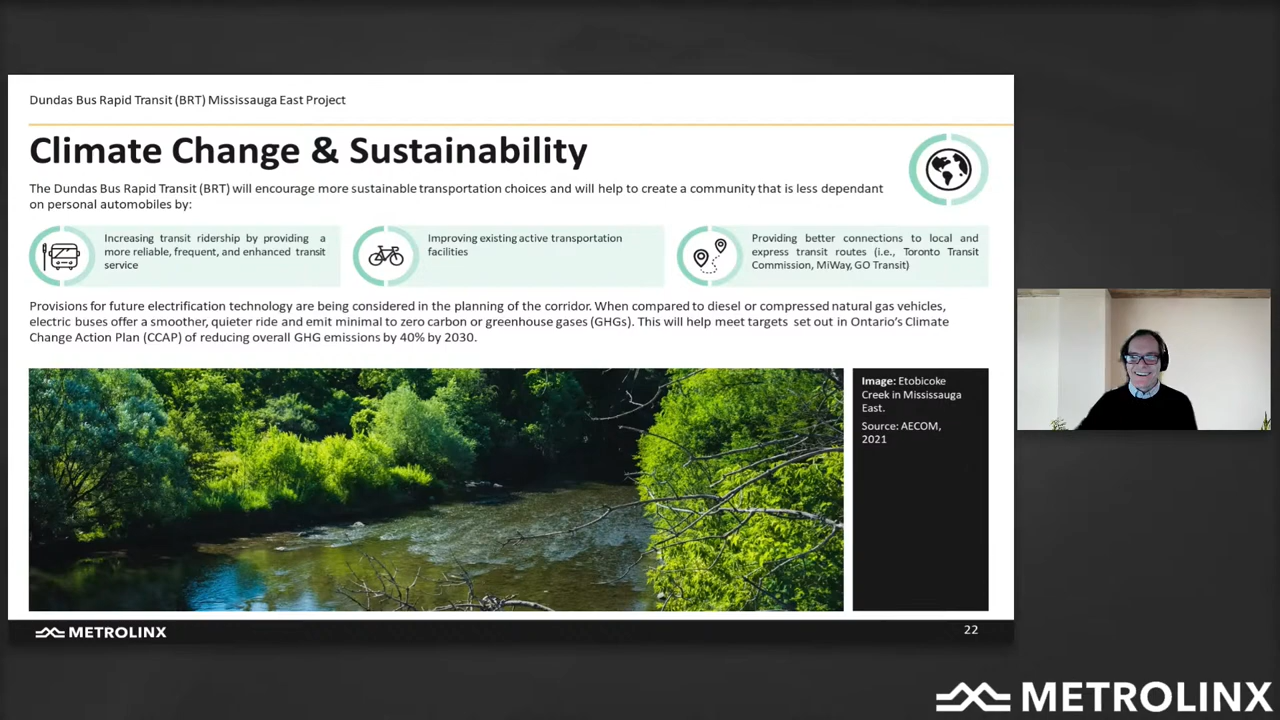 Dundas Bus Rapid Transit (BRT) Mississauga East Project
Climate Change & Sustainability
The Dundas Bus Rapid Transit (BRT) will encourage more sustainable transportation choices and will help to create a community that is less dependant
on personal automobiles by:
Increasing transit ridership by providing a
more reliable, frequent, and enhanced transit
service
Improving existing active transportation
facilities
Providing better connections to local and
express transit routes (i.e., Toronto Transit
Commission, MiWay, GO Transit)
Provisions for future electrification technology are being considered in the planning of the corridor. When compared to diesel or compressed natural gas vehicles,
electric buses offer a smoother, quieter ride and emit minimal to zero carbon or greenhouse gases (GHGs). This will help meet targets set out in Ontario's Climate
Change Action Plan (CCAP) of reducing overall GHG emissions by 40% by 2030.
Image: Etobicoke
Creek in Mississauga
East.
Source: AECOM,
2021
METROLINX
22
METROLINX